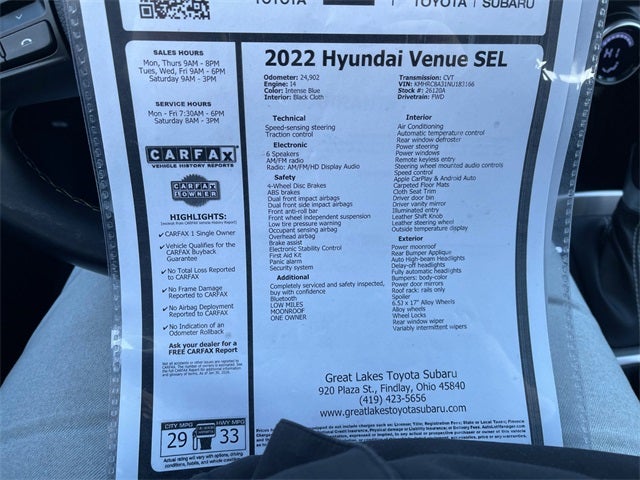 TOYOTA
TOYOTA | SUBARU
SALES HOURS
Mon, Thurs 9AM - 8PM
Tues, Wed, Fri 9AM - 6PM
Saturday 9AM - 3PM
SERVICE HOURS
Mon - Fri 7:30AM - 6PM
Saturday 8AM - 3PM
CARFAX
VEHICLE HISTORY REPORTS
CARFAX
1 OWNER
HIGHLIGHTS:
✓ CARFAX 1 Single Owner
✓ Vehicle Qualifies for the
CARFAX Buyback
Guarantee
✓ No Total Loss Reported
to CARFAX
✓ No Frame Damage
Reported to CARFAX
✓ No Airbag Deployment
Reported to CARFAX
✓ No Indication of an
Odometer Rollback
Ask your dealer for a
FREE CARFAX Report
CITY MPG
29
HWY MPG
33
Actual rating will vary with options, driving
conditions, habits, and vehicle
2022 Hyundai Venue SEL
Odometer: 24,902
Engine: I4
Color: Intense Blue
Interior: Black Cloth
Transmission: CVT
VIN: KMHRC8A31NU183166
Stock #: 26120A
Drivetrain: FWD
Technical
Speed-sensing steering
Traction control
Electronic
6 Speakers
AM/FM radio
Radio: AM/FM/HD Display Audio
Safety
4-Wheel Disc Brakes
ABS brakes
Dual front impact airbags
Dual front side impact airbags
Front anti-roll bar
Front wheel independent suspension
Low tire pressure warning
Occupant sensing airbag
Overhead airbag
Brake assist
Electronic Stability Control
First Aid Kit
Panic alarm
Security system
Additional
Completely serviced and safety inspected,
buy with confidence
Bluetooth
LOW MILES
MOONROOF
ONE OWNER
Interior
Air Conditioning
Automatic temperature control
Rear window defroster
Power steering
Power windows
Remote keyless entry
Steering wheel mounted audio controls
Speed control
Apple CarPlay & Android Auto
Carpeted Floor Mats
Cloth Seat Trim
Driver door bin
Driver vanity mirror
Illuminated entry
Leather Shift Knob
Leather steering wheel
Outside temperature display
Exterior
Power moonroof
Rear Bumper Applique
Auto High-beam Headlights
Delay-off headlights
Fully automatic headlights
Bumpers: body-color
Power door mirrors
Roof rack: rails only
Spoiler
6.5J x 17" Alloy Wheels
Alloy wheels
Wheel Locks
Rear window wiper
Variably intermittent wipers
Great Lakes Toyota Subaru
920 Plaza St., Findlay, Ohio 45840
(419) 423-5656
www.greatlakestoyotasubaru.com